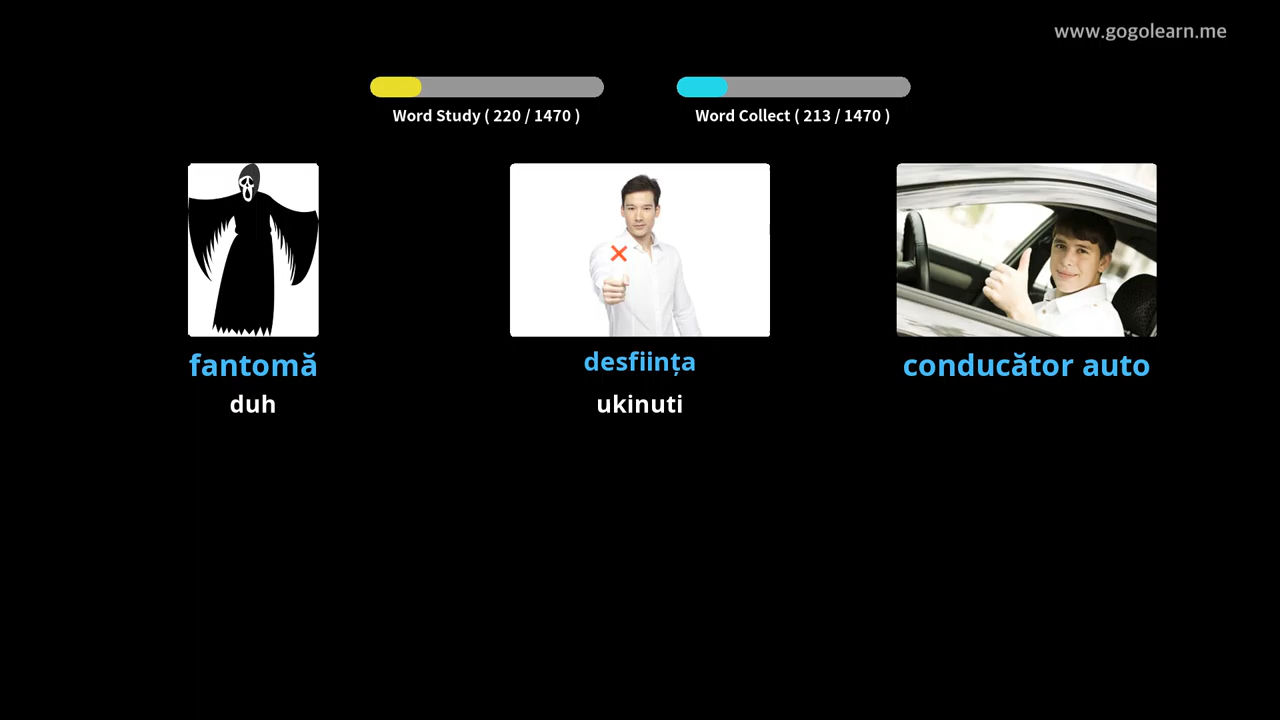 www.gogolearn.me
Word Study ( 220 / 1470 )
Word Collect ( 213 / 1470 )
fantomă
desființa
conducător auto
duh
ukinuti